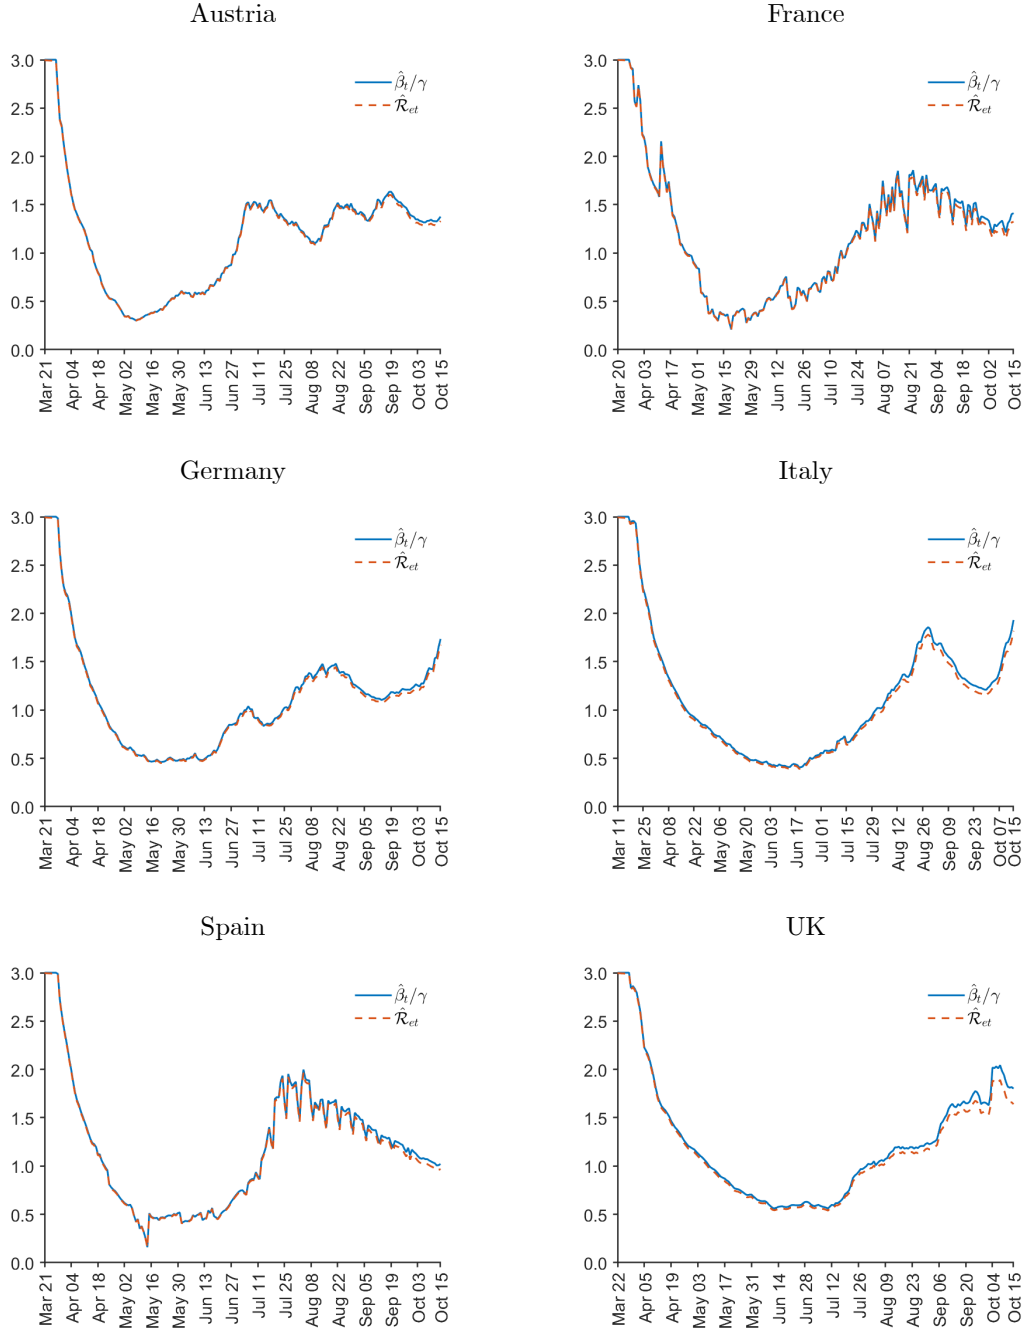 Austria
3.0
2.5
2.0
1.5
1.0
0.5
0.0
β̂t/γ
R̂et
Mar 21
Apr 04
Apr 18
May 02
May 16
May 30
Jun 13
Jun 27
Jul 11
Jul 25
Aug 08
Aug 22
Sep 05
Sep 19
Oct 03
Oct 15
France
3.0
2.5
2.0
1.5
1.0
0.5
0.0
β̂t/γ
R̂et
Mar 20
Apr 03
Apr 17
May 01
May 15
May 29
Jun 12
Jun 26
Jul 10
Jul 24
Aug 07
Aug 21
Sep 04
Sep 18
Oct 02
Oct 15
Germany
3.0
2.5
2.0
1.5
1.0
0.5
0.0
β̂t/γ
R̂et
Mar 21
Apr 04
Apr 18
May 02
May 16
May 30
Jun 13
Jun 27
Jul 11
Jul 25
Aug 08
Aug 22
Sep 05
Sep 19
Oct 03
Oct 15
Italy
3.0
2.5
2.0
1.5
1.0
0.5
0.0
β̂t/γ
R̂et
Mar 11
Mar 25
Apr 08
Apr 22
May 06
May 20
Jun 03
Jun 17
Jul 01
Jul 15
Jul 29
Aug 12
Aug 26
Sep 09
Sep 23
Oct 07
Oct 15
Spain
3.0
2.5
2.0
1.5
1.0
0.5
0.0
β̂t/γ
R̂et
Mar 21
Apr 04
Apr 18
May 02
May 16
May 30
Jun 13
Jun 27
Jul 11
Jul 25
Aug 08
Aug 22
Sep 05
Sep 19
Oct 03
Oct 15
UK
3.0
2.5
2.0
1.5
1.0
0.5
0.0
β̂t/γ
R̂et
Mar 22
Apr 05
Apr 19
May 03
May 17
May 31
Jun 14
Jun 28
Jul 12
Jul 26
Aug 09
Aug 23
Sep 06
Sep 20
Oct 04
Oct 15